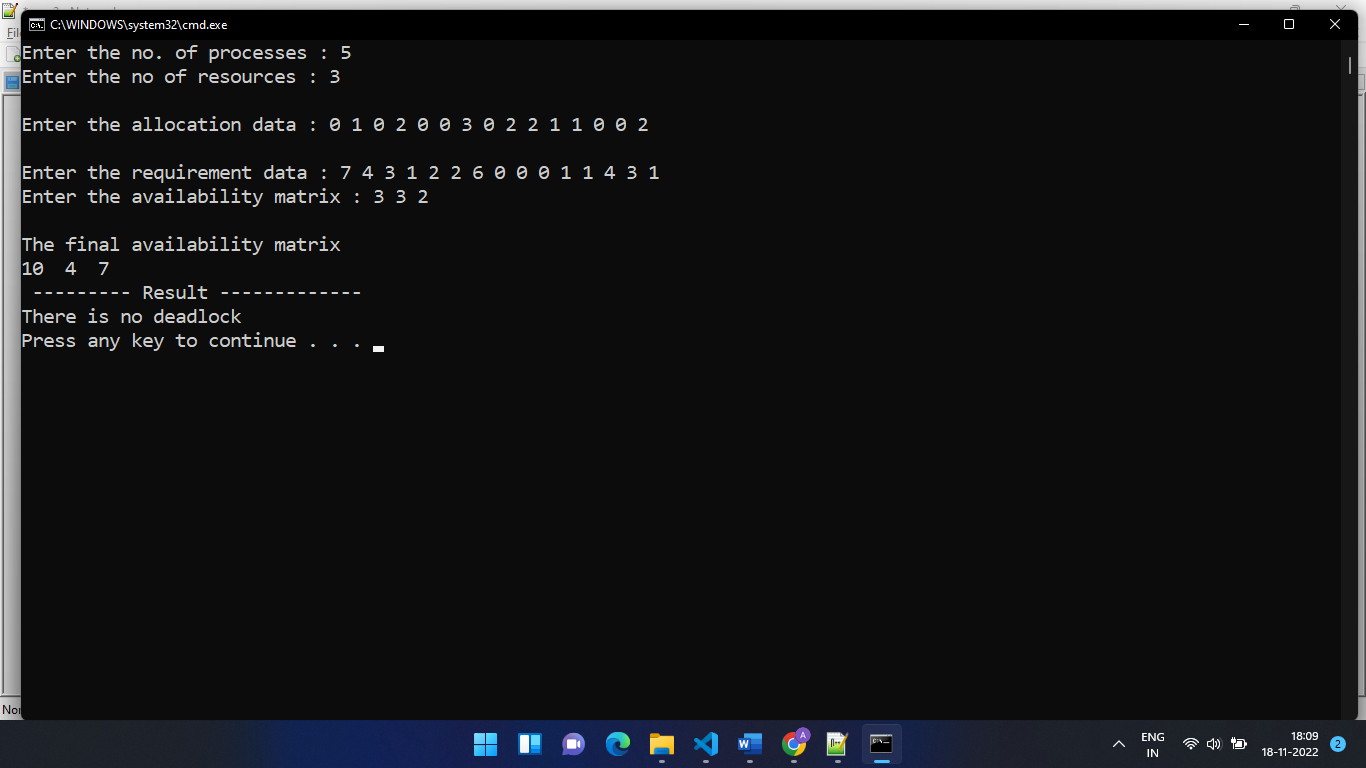 C:\WINDOWS\system32\cmd.exe
Enter the no. of processes : 5
Enter the no of resources : 3
Enter the allocation data : 0 1 0 2 0 0 3 0 2 2 1 1 0 0 2
Enter the requirement data : 7 4 3 1 2 2 6 0 0 0 1 1 4 3 1
Enter the availability matrix : 3 3 2
The final availability matrix
10 4 7
--------- Result -------------
There is no deadlock
Press any key to continue . . .
ENG
IN
18:09
18-11-2022
2
A